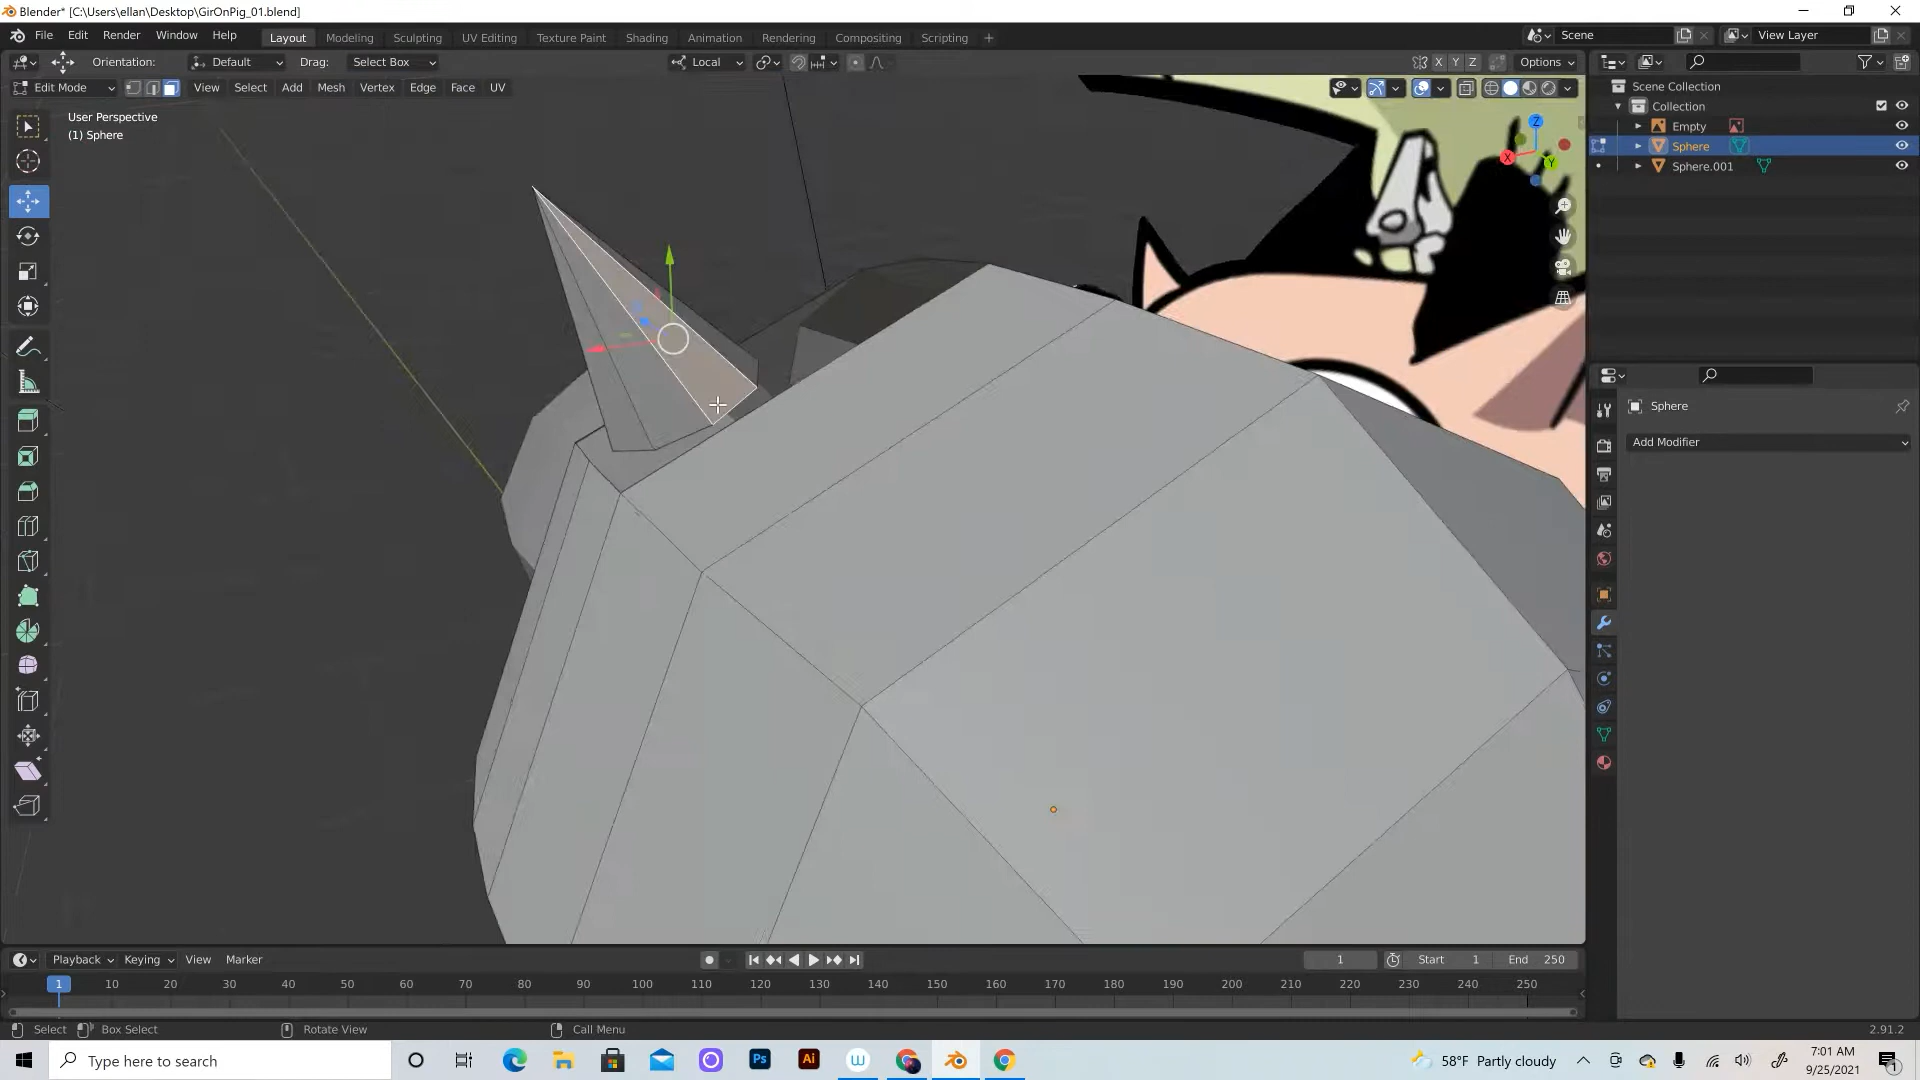 Blender* [C:\Users\ellan\Desktop\GirOnPig_01.blend]
File Edit Render Window Help
Layout Modeling Sculpting UV Editing Texture Paint Shading Animation Rendering Compositing Scripting +
Scene
View Layer
Orientation: Default Drag: Select Box
Local
X Y Z
Options
Edit Mode View Select Add Mesh Vertex Edge Face UV
Scene Collection
Collection
Empty
Sphere
Sphere.001
User Perspective
(1) Sphere
Z
X
Y
Sphere
Add Modifier
Playback Keying View Marker
1
Start 1
End 250
1 10 20 30 40 50 60 70 80 90 100 110 120 130 140 150 160 170 180 190 200 210 220 230 240 250
Select Box Select Rotate View Call Menu
2.91.2
Type here to search
Ps
Ai
58°F Partly cloudy
7:01 AM
9/25/2021
1